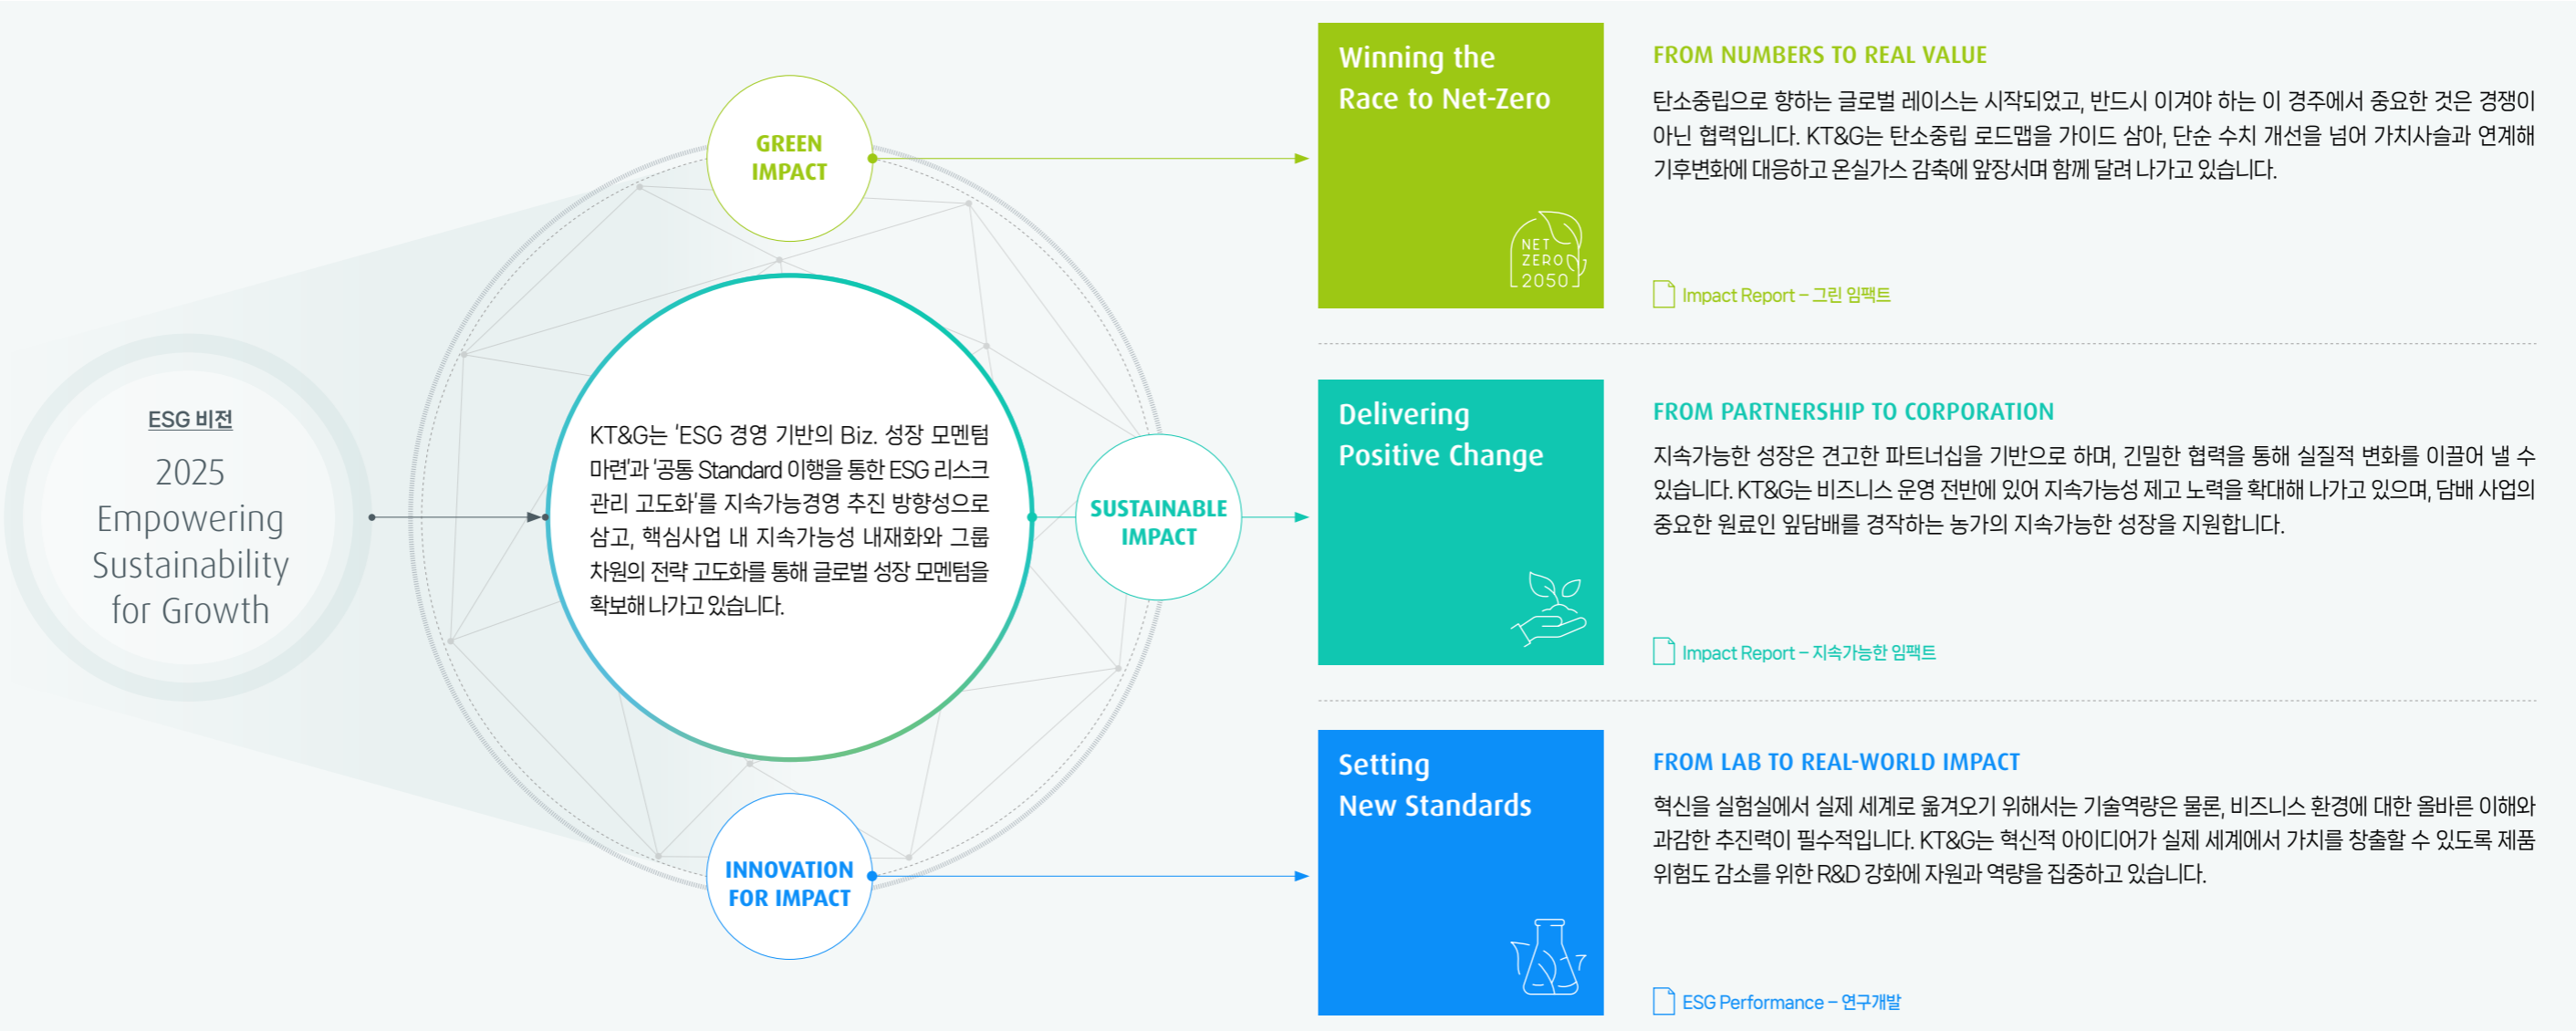 ESG 비전
2025
Empowering
Sustainability
for Growth
GREEN
IMPACT
KT&G는 ‘ESG 경영 기반의 Biz. 성장 모멘텀
마련’과 ‘공통 Standard 이행을 통한 ESG 리스크
관리 고도화’를 지속가능경영 추진 방향성으로
삼고, 핵심사업 내 지속가능성 내재화와 그룹
차원의 전략 고도화를 통해 글로벌 성장 모멘텀을
확보해 나가고 있습니다.
SUSTAINABLE
IMPACT
INNOVATION
FOR IMPACT
Winning the
Race to Net-Zero
NET
ZERO
2050
FROM NUMBERS TO REAL VALUE
탄소중립으로 향하는 글로벌 레이스는 시작되었고, 반드시 이겨야 하는 이 경주에서 중요한 것은 경쟁이
아닌 협력입니다. KT&G는 탄소중립 로드맵을 가이드 삼아, 단순 수치 개선을 넘어 가치사슬과 연계해
기후변화에 대응하고 온실가스 감축에 앞장서며 함께 달려 나가고 있습니다.
Impact Report – 그린 임팩트
Delivering
Positive Change
FROM PARTNERSHIP TO CORPORATION
지속가능한 성장은 견고한 파트너십을 기반으로 하며, 긴밀한 협력을 통해 실질적 변화를 이끌어 낼 수
있습니다. KT&G는 비즈니스 운영 전반에 있어 지속가능성 제고 노력을 확대해 나가고 있으며, 담배 사업의
중요한 원료인 잎담배를 경작하는 농가의 지속가능한 성장을 지원합니다.
Impact Report – 지속가능한 임팩트
Setting
New Standards
FROM LAB TO REAL-WORLD IMPACT
혁신을 실험실에서 실제 세계로 옮겨오기 위해서는 기술역량은 물론, 비즈니스 환경에 대한 올바른 이해와
과감한 추진력이 필수적입니다. KT&G는 혁신적 아이디어가 실제 세계에서 가치를 창출할 수 있도록 제품
위험도 감소를 위한 R&D 강화에 자원과 역량을 집중하고 있습니다.
ESG Performance – 연구개발